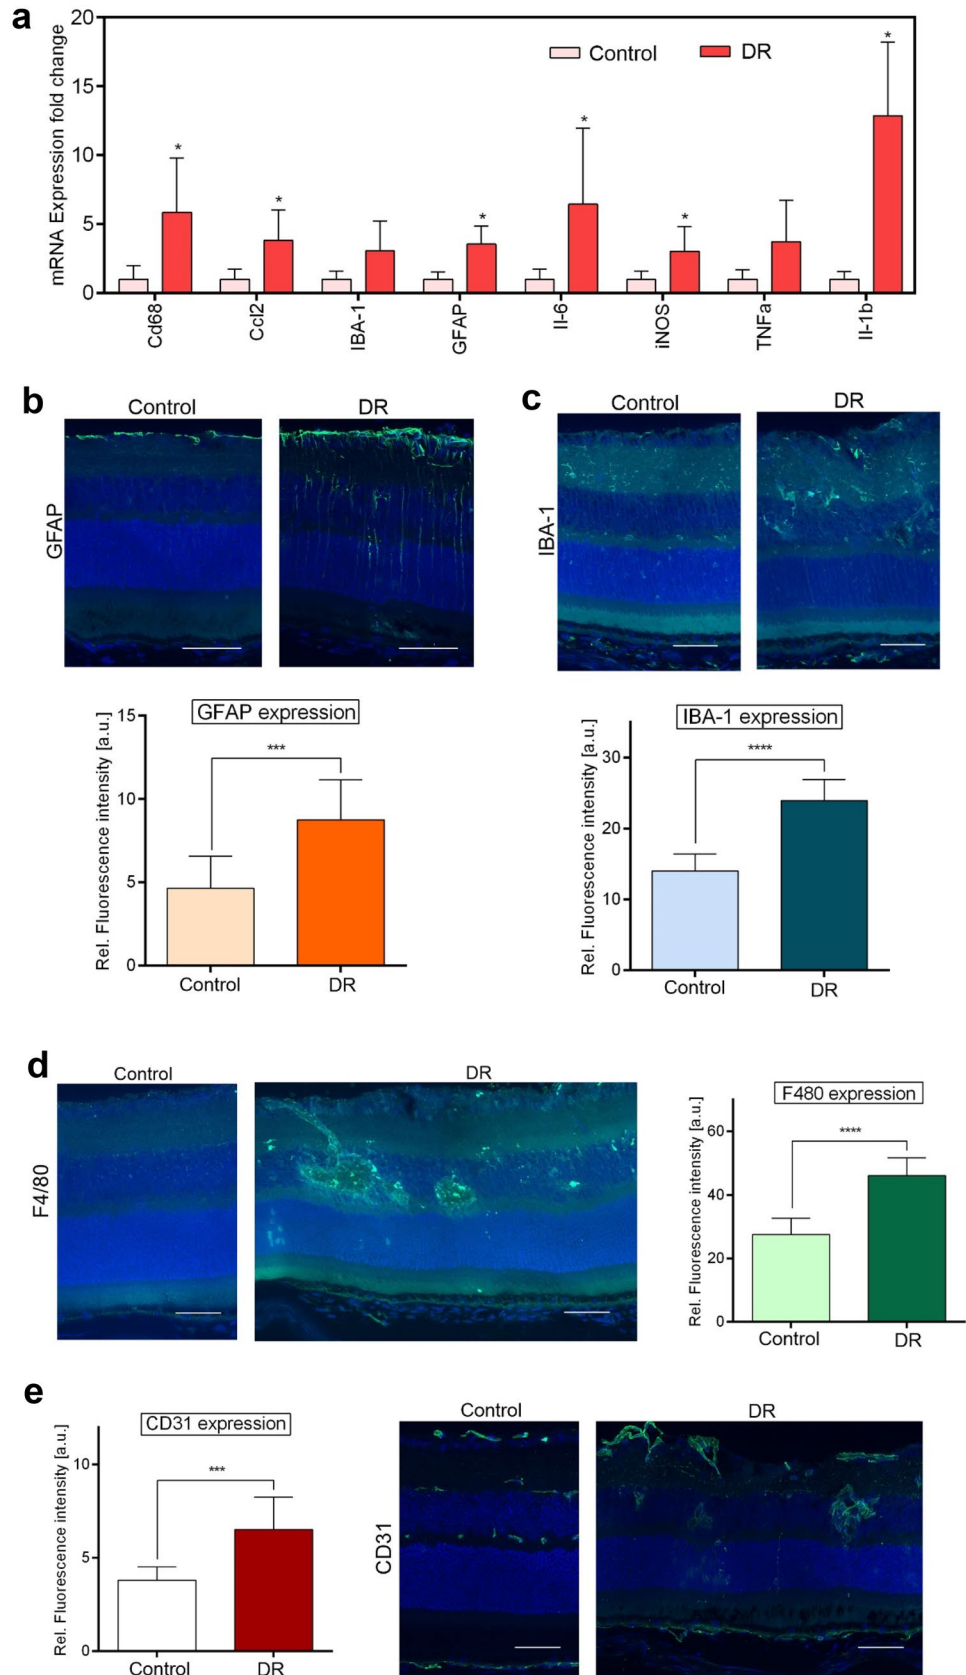 a
mRNA Expression fold change
20
15
10
5
0
Control
DR
*
*
*
*
*
*
Cd68
Ccl2
IBA-1
GFAP
Il-6
iNOS
TNFa
Il-1b
b
Control
DR
GFAP
c
Control
DR
IBA-1
GFAP expression
Rel. Fluorescence intensity [a.u.]
15
10
5
0
***
Control
DR
IBA-1 expression
Rel. Fluorescence intensity [a.u.]
30
20
10
0
****
Control
DR
d
Control
DR
F4/80
F480 expression
Rel. Fluorescence intensity [a.u.]
60
40
20
0
****
Control
DR
e
CD31 expression
Rel. Fluorescence intensity [a.u.]
10
5
0
***
Control
DR
Control
DR
CD31